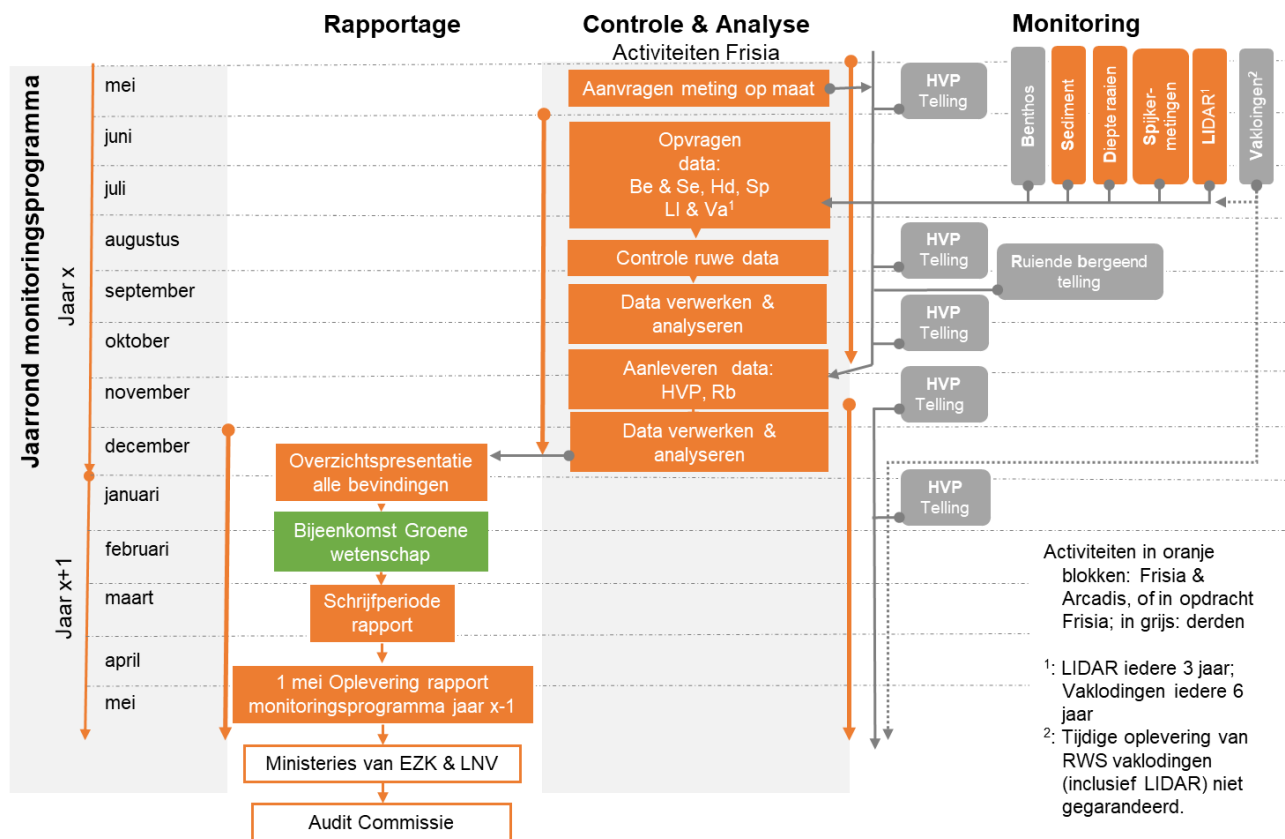 Rapportage
Controle & Analyse
Activiteiten Frisia
Monitoring
Jaarrond monitoringsprogramma
Jaar x
Jaar x+1
mei
juni
juli
augustus
september
oktober
november
december
januari
februari
maart
april
mei
Overzichtspresentatie
alle bevindingen
Bijeenkomst Groene
wetenschap
Schrijfperiode
rapport
1 mei Oplevering rapport
monitoringsprogramma jaar x-1
Ministeries van EZK & LNV
Audit Commissie
Aanvragen meting op maat
Opvragen
data:
Be & Se, Hd, Sp
LI & Va¹
Controle ruwe data
Data verwerken &
analyseren
Aanleveren data:
HVP, Rb
Data verwerken &
analyseren
HVP
Telling
Benthos
Sediment
Diepte raaien
Spijker-
metingen
LIDAR¹
Vakloingen²
HVP
Telling
Ruiende bergeend
telling
HVP
Telling
HVP
Telling
HVP
Telling
Activiteiten in oranje
blokken: Frisia &
Arcadis, of in opdracht
Frisia; in grijs: derden
¹: LIDAR iedere 3 jaar;
Vaklodingen iedere 6
jaar
²: Tijdige oplevering van
RWS vaklodingen
(inclusief LIDAR) niet
gegarandeerd.